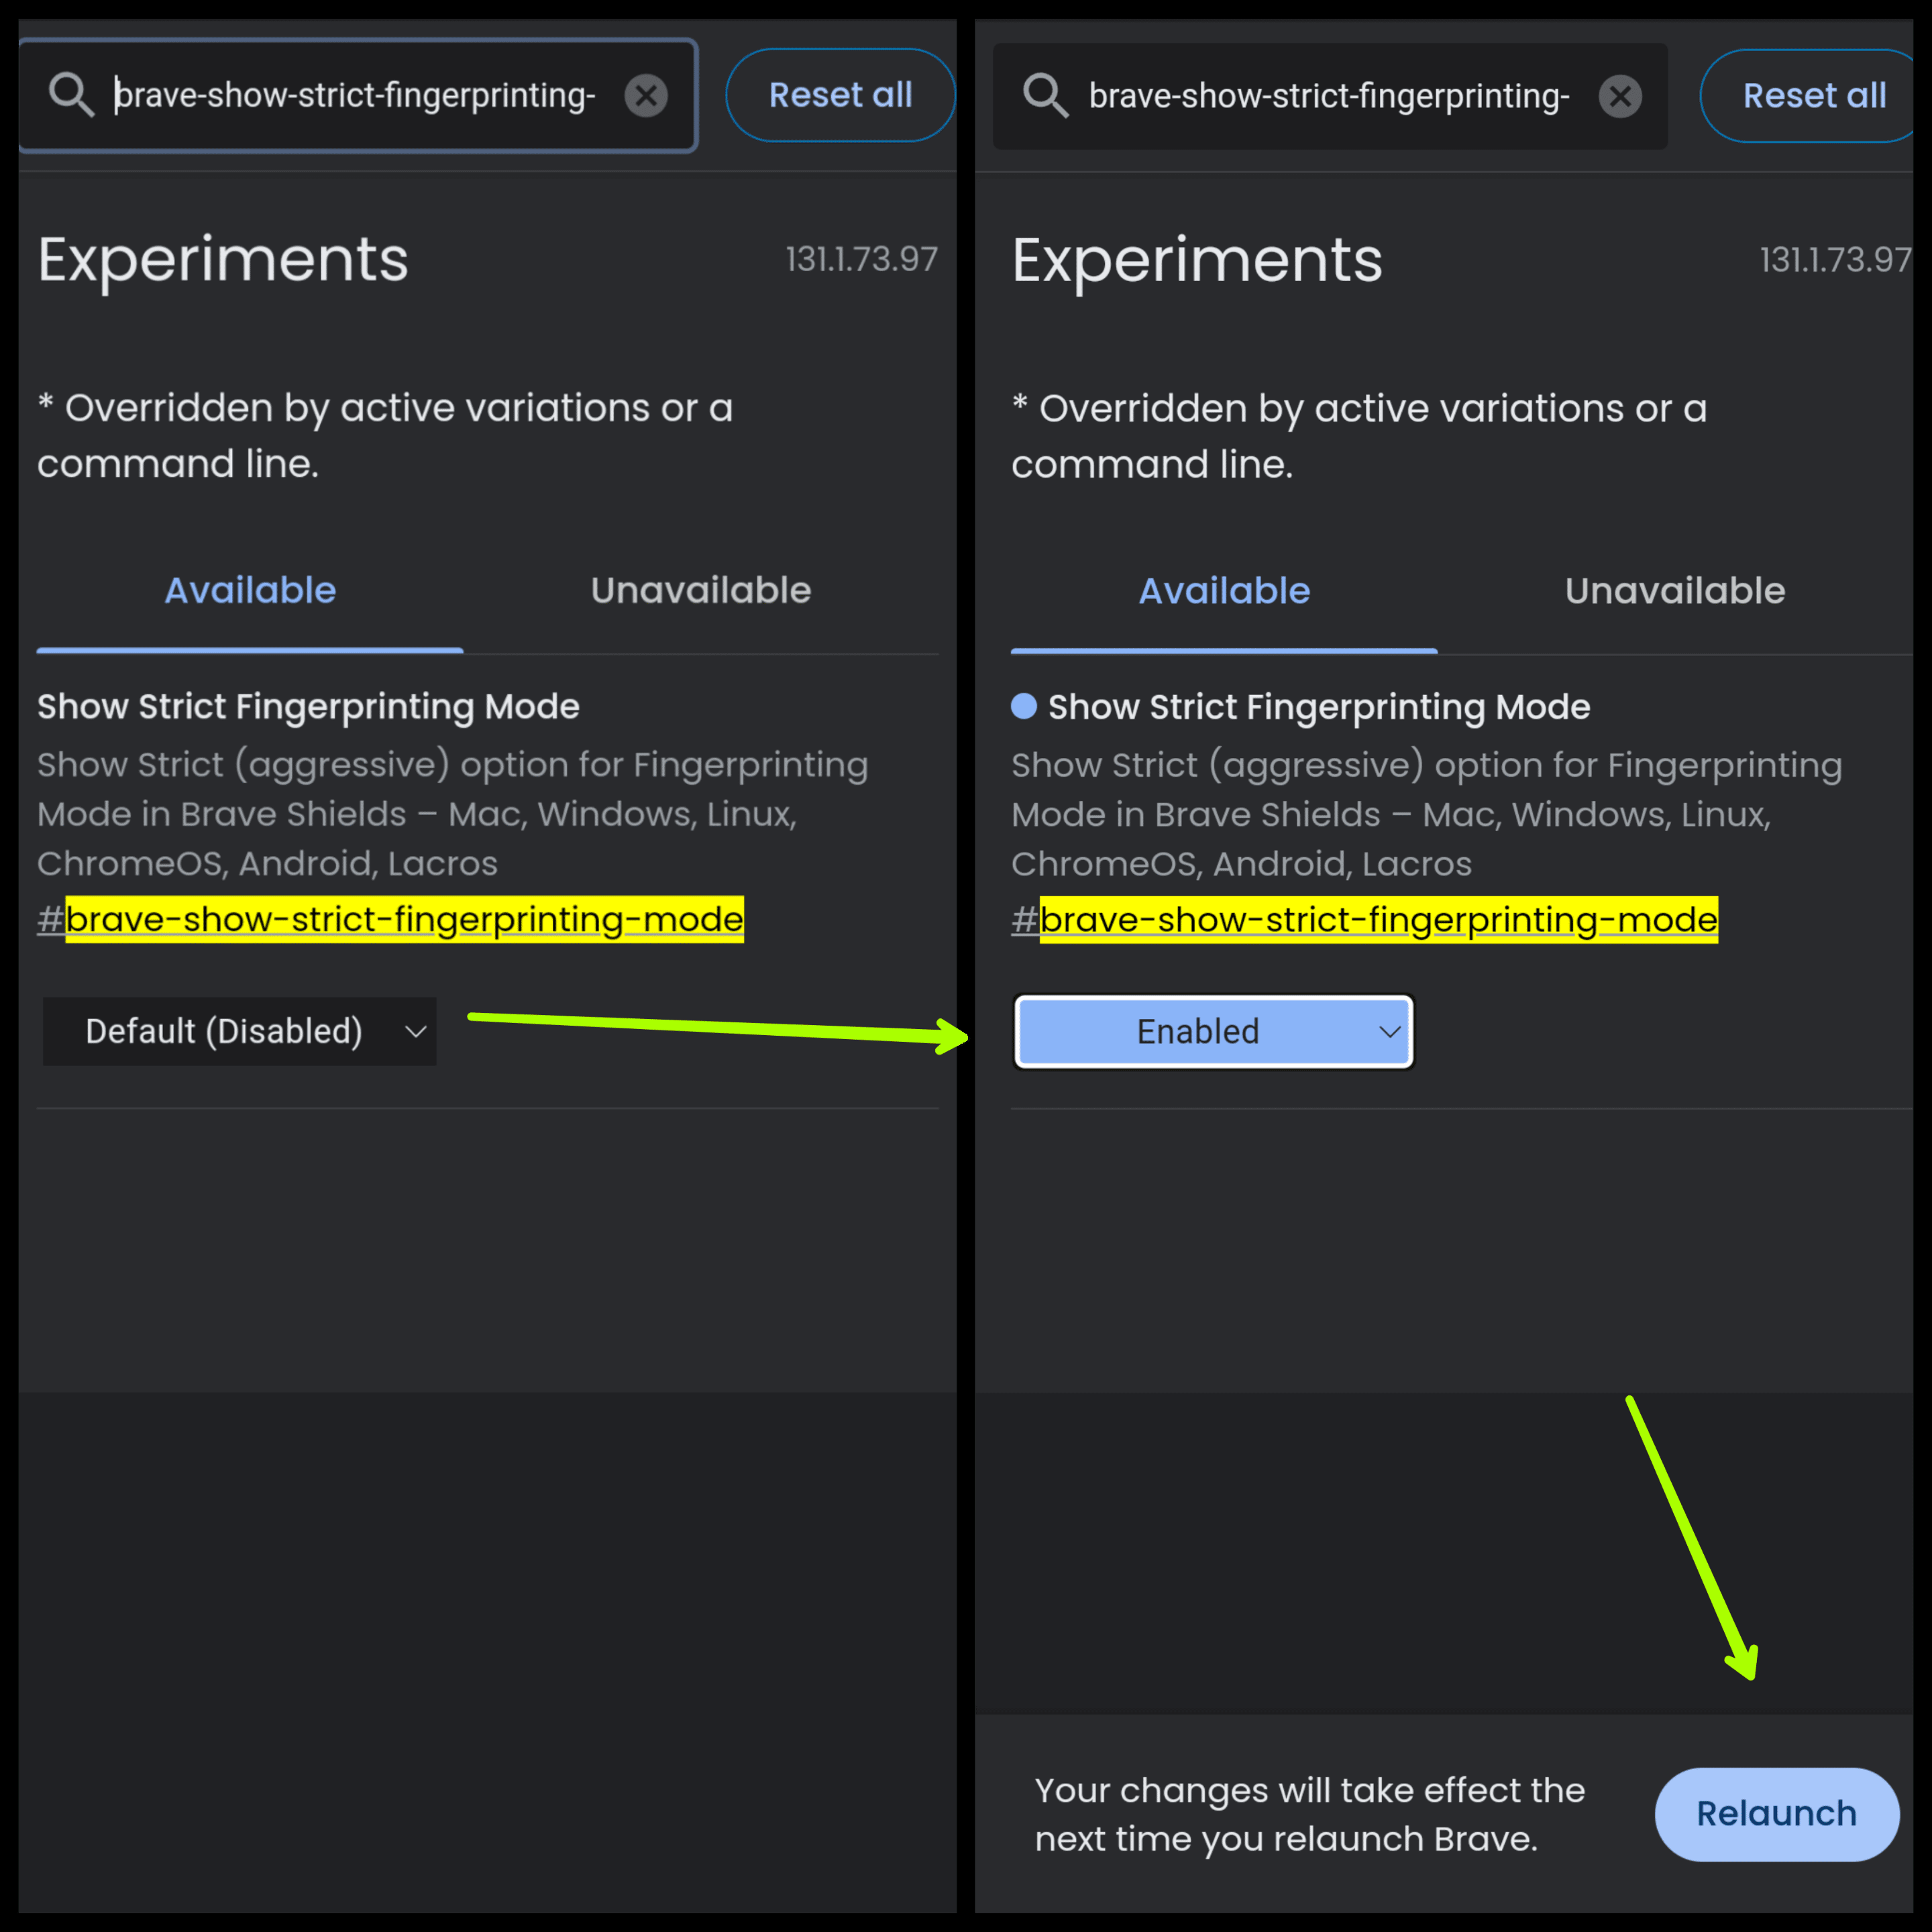 brave-show-strict-fingerprinting-
Reset all
Experiments
131.1.73.97
* Overridden by active variations or a
command line.
Available
Unavailable
Show Strict Fingerprinting Mode
Show Strict (aggressive) option for Fingerprinting
Mode in Brave Shields – Mac, Windows, Linux,
ChromeOS, Android, Lacros
#brave-show-strict-fingerprinting-mode
Default (Disabled)
brave-show-strict-fingerprinting-
Reset all
Experiments
131.1.73.97
* Overridden by active variations or a
command line.
Available
Unavailable
Show Strict Fingerprinting Mode
Show Strict (aggressive) option for Fingerprinting
Mode in Brave Shields – Mac, Windows, Linux,
ChromeOS, Android, Lacros
#brave-show-strict-fingerprinting-mode
Enabled
Your changes will take effect the
next time you relaunch Brave.
Relaunch